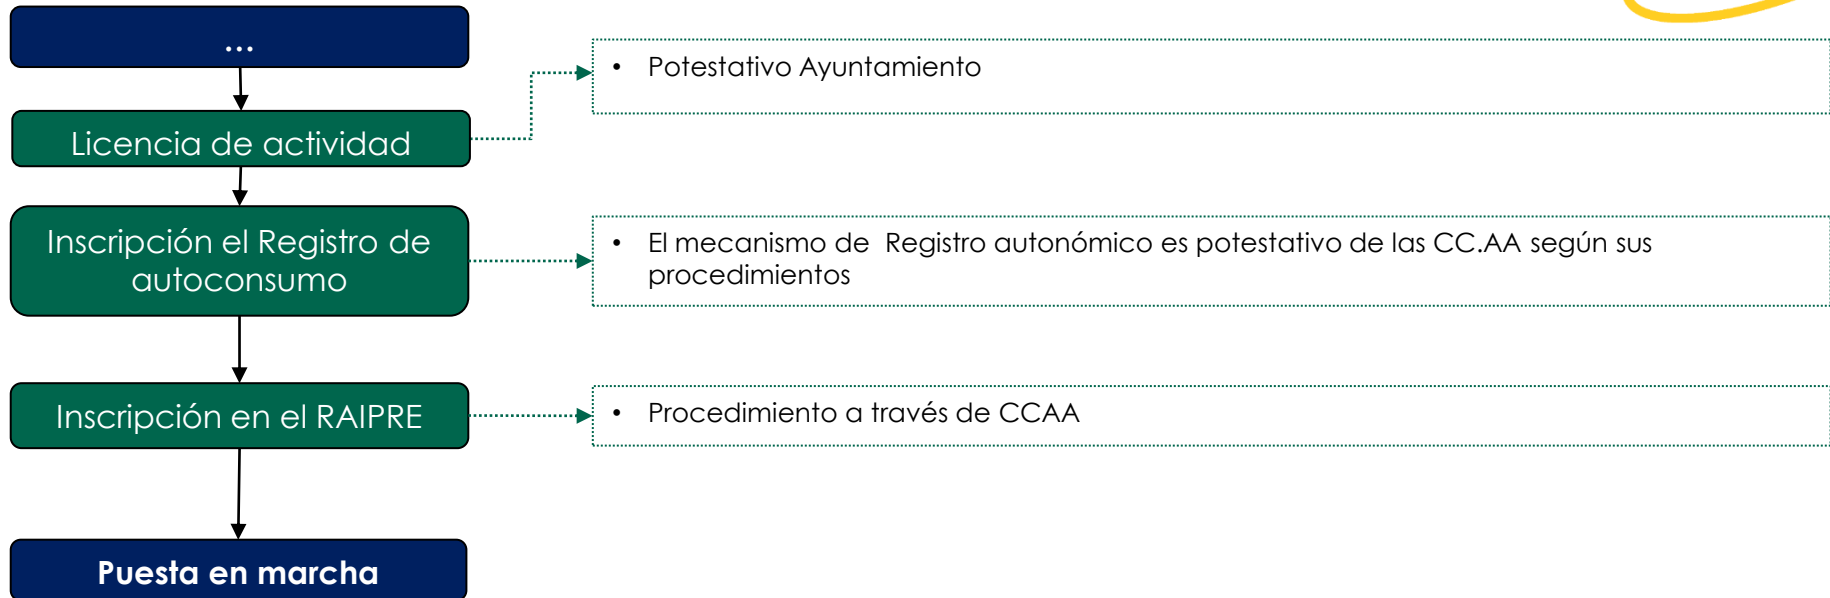 ...
• Potestativo Ayuntamiento
Licencia de actividad
Inscripción el Registro de
autoconsumo
• El mecanismo de  Registro autonómico es potestativo de las CC.AA según sus
procedimientos
Inscripción en el RAIPRE
• Procedimiento a través de CCAA
Puesta en marcha